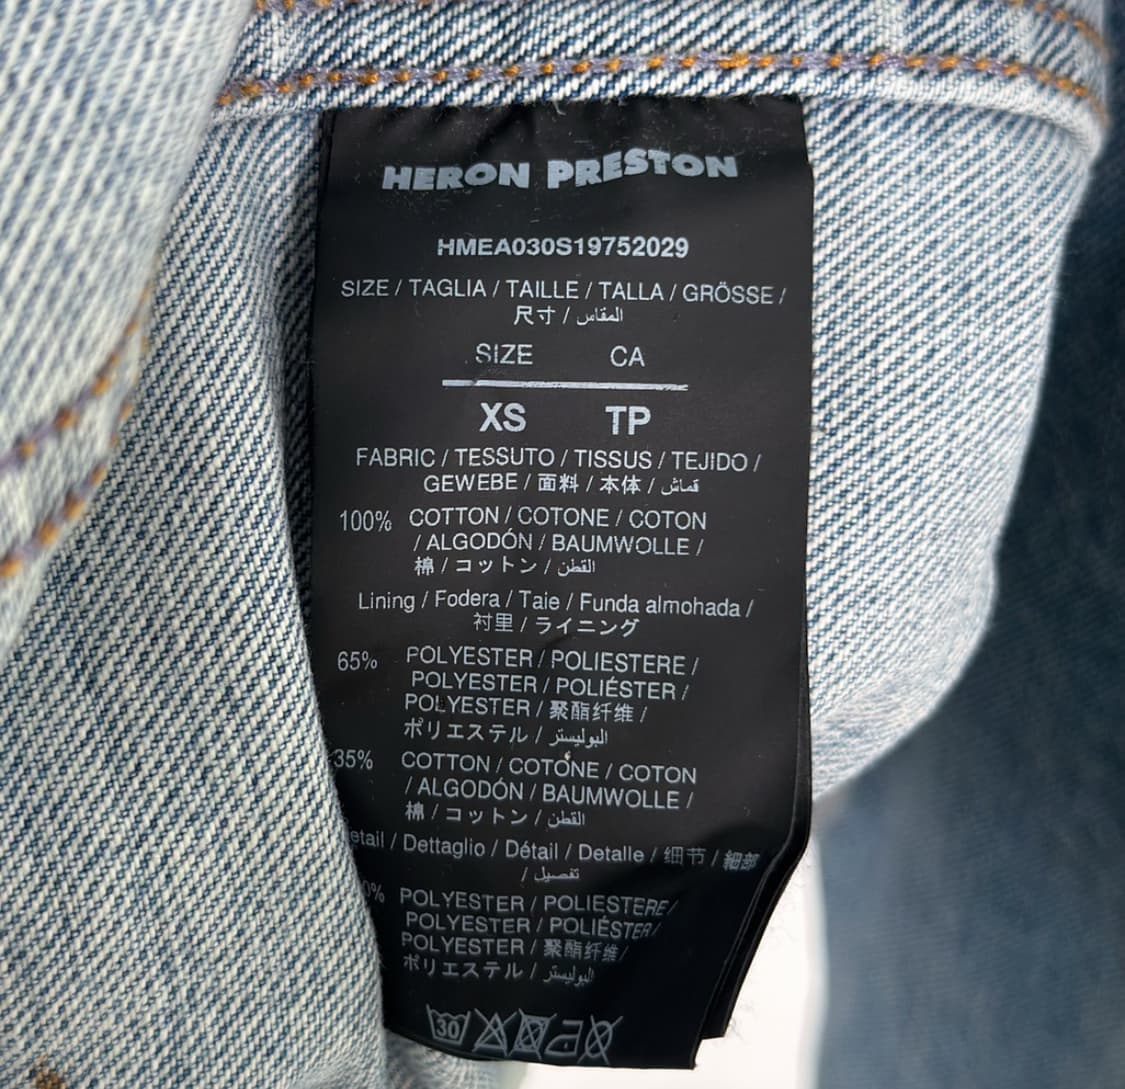 HERON PRESTON
HMEA030S19752029
SIZE / TAGLIA / TAILLE / TALLA / GRÖSSE /
尺寸 / المقاس
SIZE CA
XS TP
FABRIC / TESSUTO / TISSUS / TEJIDO /
GEWEBE / 面料 / 本体 / قماش
100% COTTON / COTONE / COTON
/ ALGODÓN / BAUMWOLLE /
棉 / コットン / القطن
Lining / Fodera / Taie / Funda almohada /
衬里 / ライニング
65% POLYESTER / POLIESTERE /
POLYESTER / POLIÉSTER /
POLYESTER / 聚酯纤维 /
ポリエステル / البوليستر
35% COTTON / COTONE / COTON
/ ALGODÓN / BAUMWOLLE /
棉 / コットン / القطن
etail / Dettaglio / Détail / Detalle / 细节 / 細部
/ تفصيل
0% POLYESTER / POLIESTERE /
POLYESTER / POLIÉSTER /
POLYESTER / 聚酯纤维 /
ポリエステル / البوليستر
30